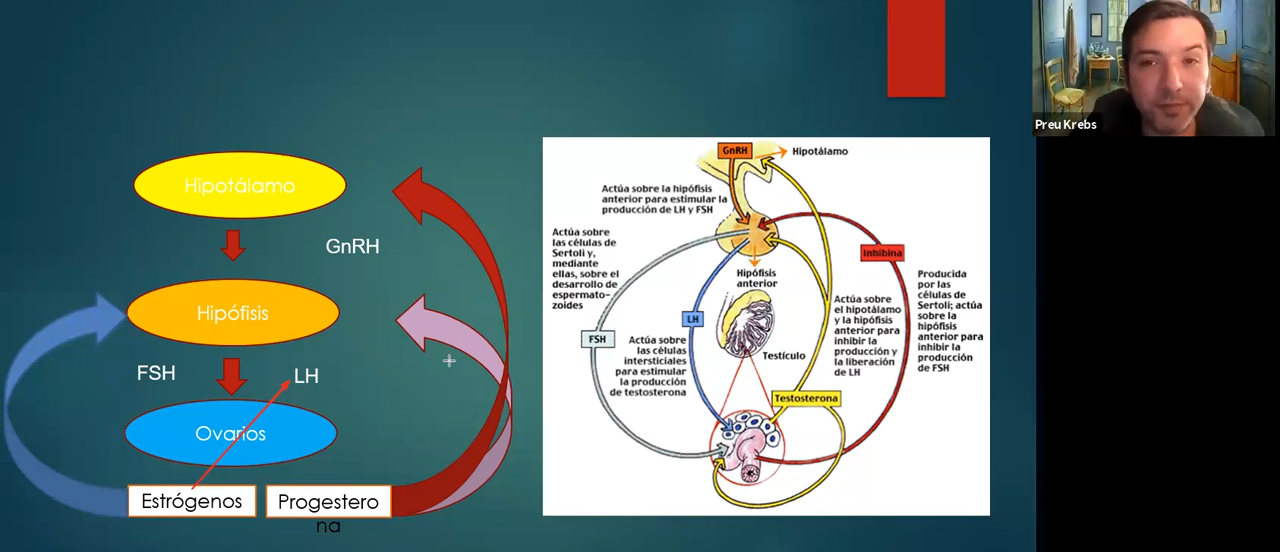 Hipotálamo
GnRH
Hipófisis
FSH
LH
Ovarios
Estrógenos
Progestero
na
GnRH
Hipotálamo
Actúa sobre la hipófisis
anterior para estimular la
producción de LH y FSH
Actúa sobre
las células de
Sertoli y,
mediante
ellas, sobre el
desarrollo de
espermato-
zoides
Hipófisis
anterior
Inhibina
Producida
por las
células de
Sertoli; actúa
sobre la
hipófisis
anterior para
inhibir la
producción
de FSH
LH
FSH
Actúa sobre
las células
intersticiales
para estimular
la producción
de testosterona
Testículo
Actúa sobre
el hipotálamo
y la hipófisis
anterior para
inhibir la
producción y
la liberación
de LH
Testosterona
Preu Krebs